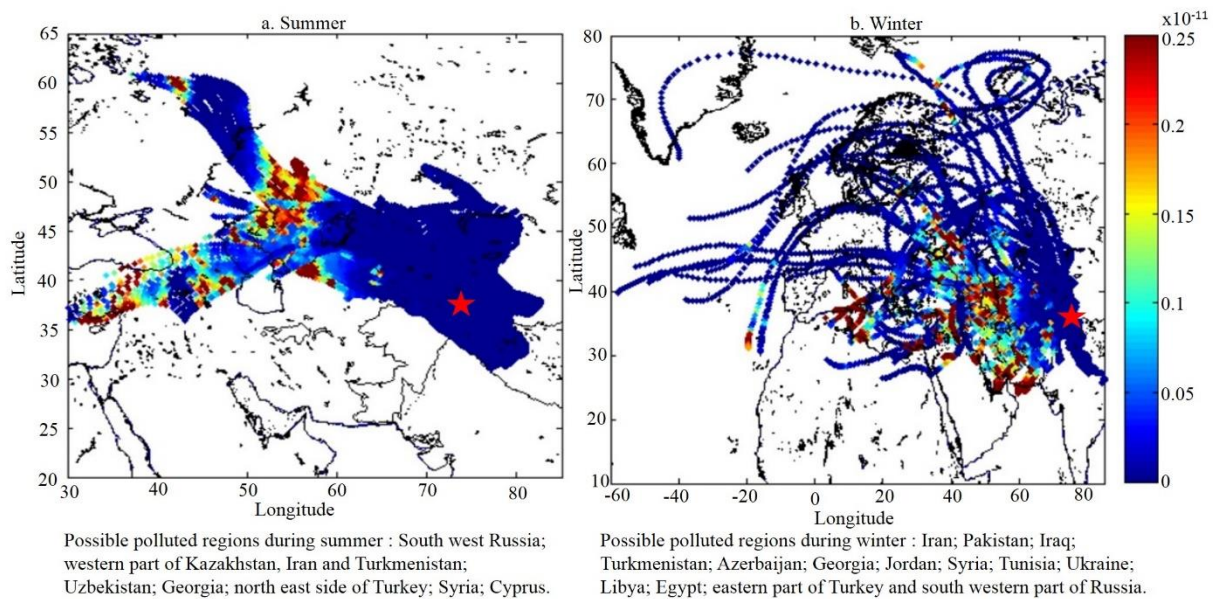 a. Summer
b. Winter
x10-11
65
60
55
50
45
40
35
30
25
20
Latitude
30
40
50
60
70
80
Longitude
80
70
60
50
40
30
20
10
Latitude
-60
-40
-20
0
20
40
60
80
Longitude
0.25
0.2
0.15
0.11
0.05
0
Possible polluted regions during summer : South west Russia;
western part of Kazakhstan, Iran and Turkmenistan;
Uzbekistan; Georgia; north east side of Turkey; Syria; Cyprus.
Possible polluted regions during winter : Iran; Pakistan; Iraq;
Turkmenistan; Azerbaijan; Georgia; Jordan; Syria; Tunisia; Ukraine;
Libya; Egypt; eastern part of Turkey and south western part of Russia.